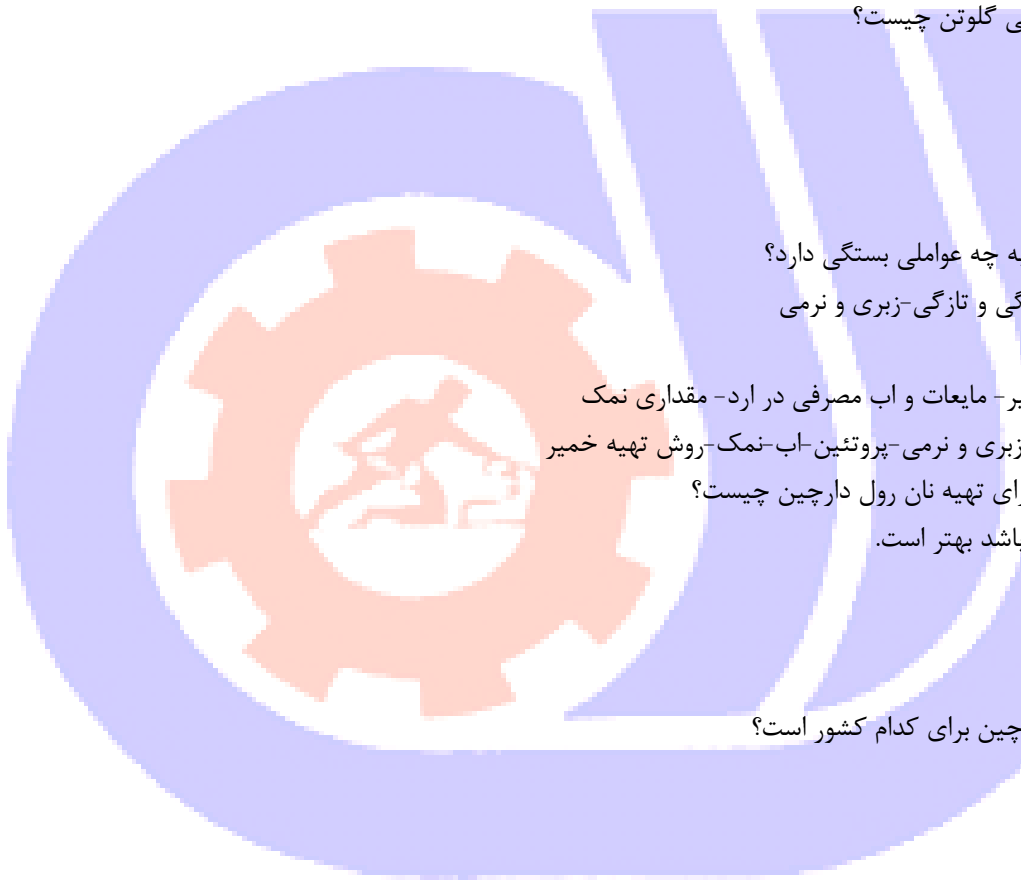 ی گلوتن چیست؟
ه چه عواملی بستگی دارد؟
گی و تازگی-زبری و نرمی
یر- مایعات و اب مصرفی در ارد- مقداری نمک
زبری و نرمی-پروتئین-اب-نمک-روش تهیه خمیر
رای تهیه نان رول دارچین چیست؟
باشد بهتر است.
چین برای کدام کشور است؟